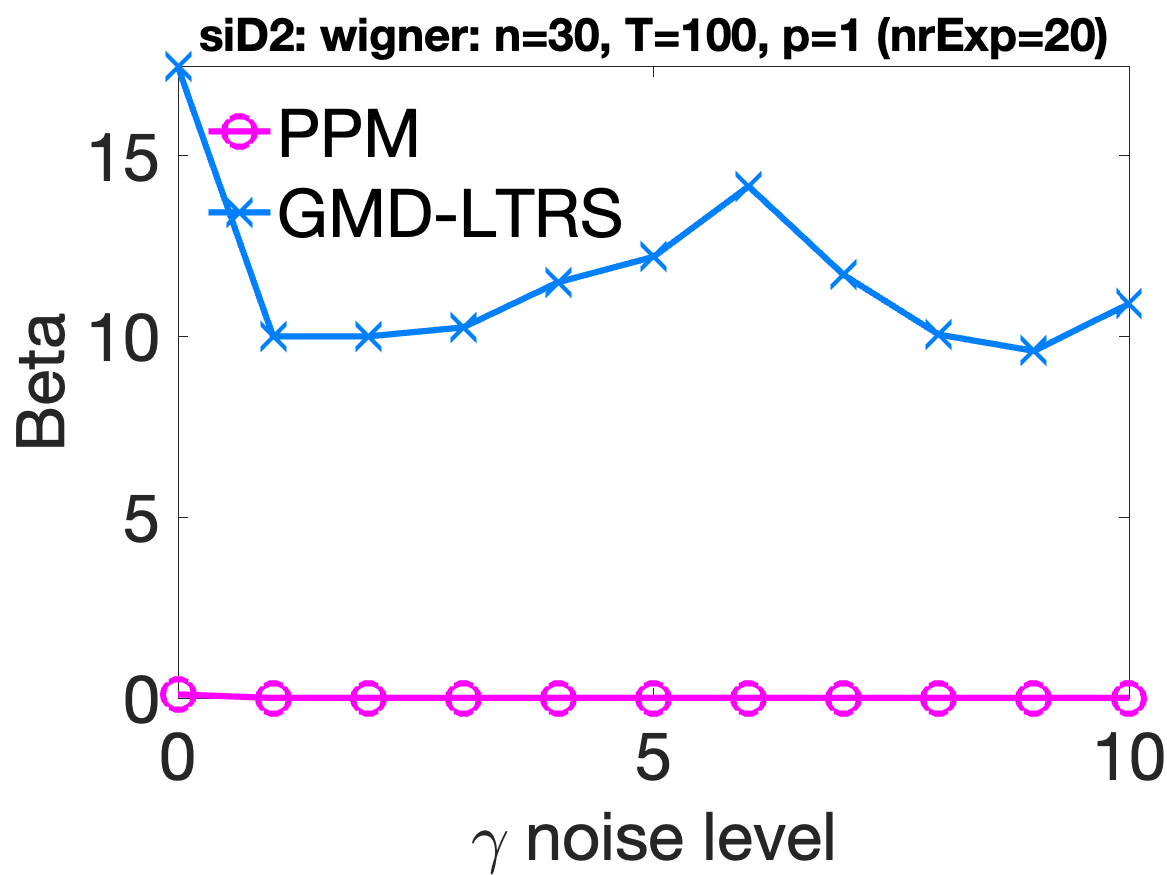 siD2: wigner: n=30, T=100, p=1 (nrExp=20)
PPM
GMD-LTRS
15
10
5
0
Beta
0 5 10
γ noise level